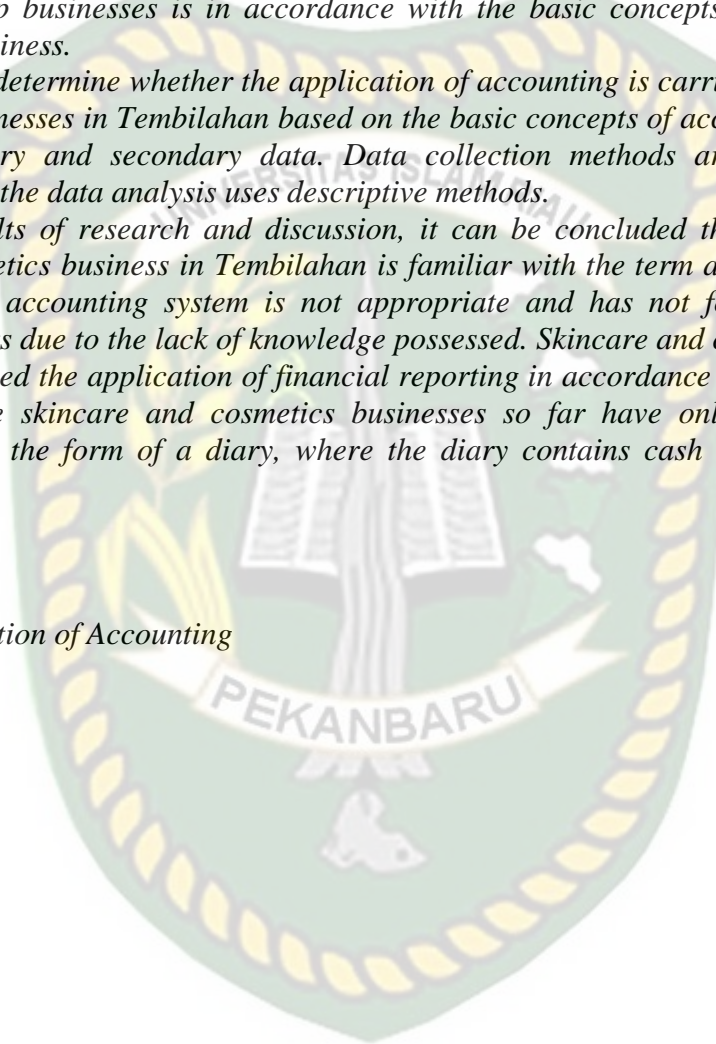 p businesses is in accordance with the basic concepts
iness.
determine whether the application of accounting is carri
nesses in Tembilahan based on the basic concepts of acc
ry and secondary data. Data collection methods ar
the data analysis uses descriptive methods.
UNIVERSITAS ISLAM RIAU
lts of research and discussion, it can be concluded th
etics business in Tembilahan is familiar with the term a
accounting system is not appropriate and has not f
s due to the lack of knowledge possessed. Skincare and
ed the application of financial reporting in accordance
e skincare and cosmetics businesses so far have onl
the form of a diary, where the diary contains cash
tion of Accounting
PEKANBARU